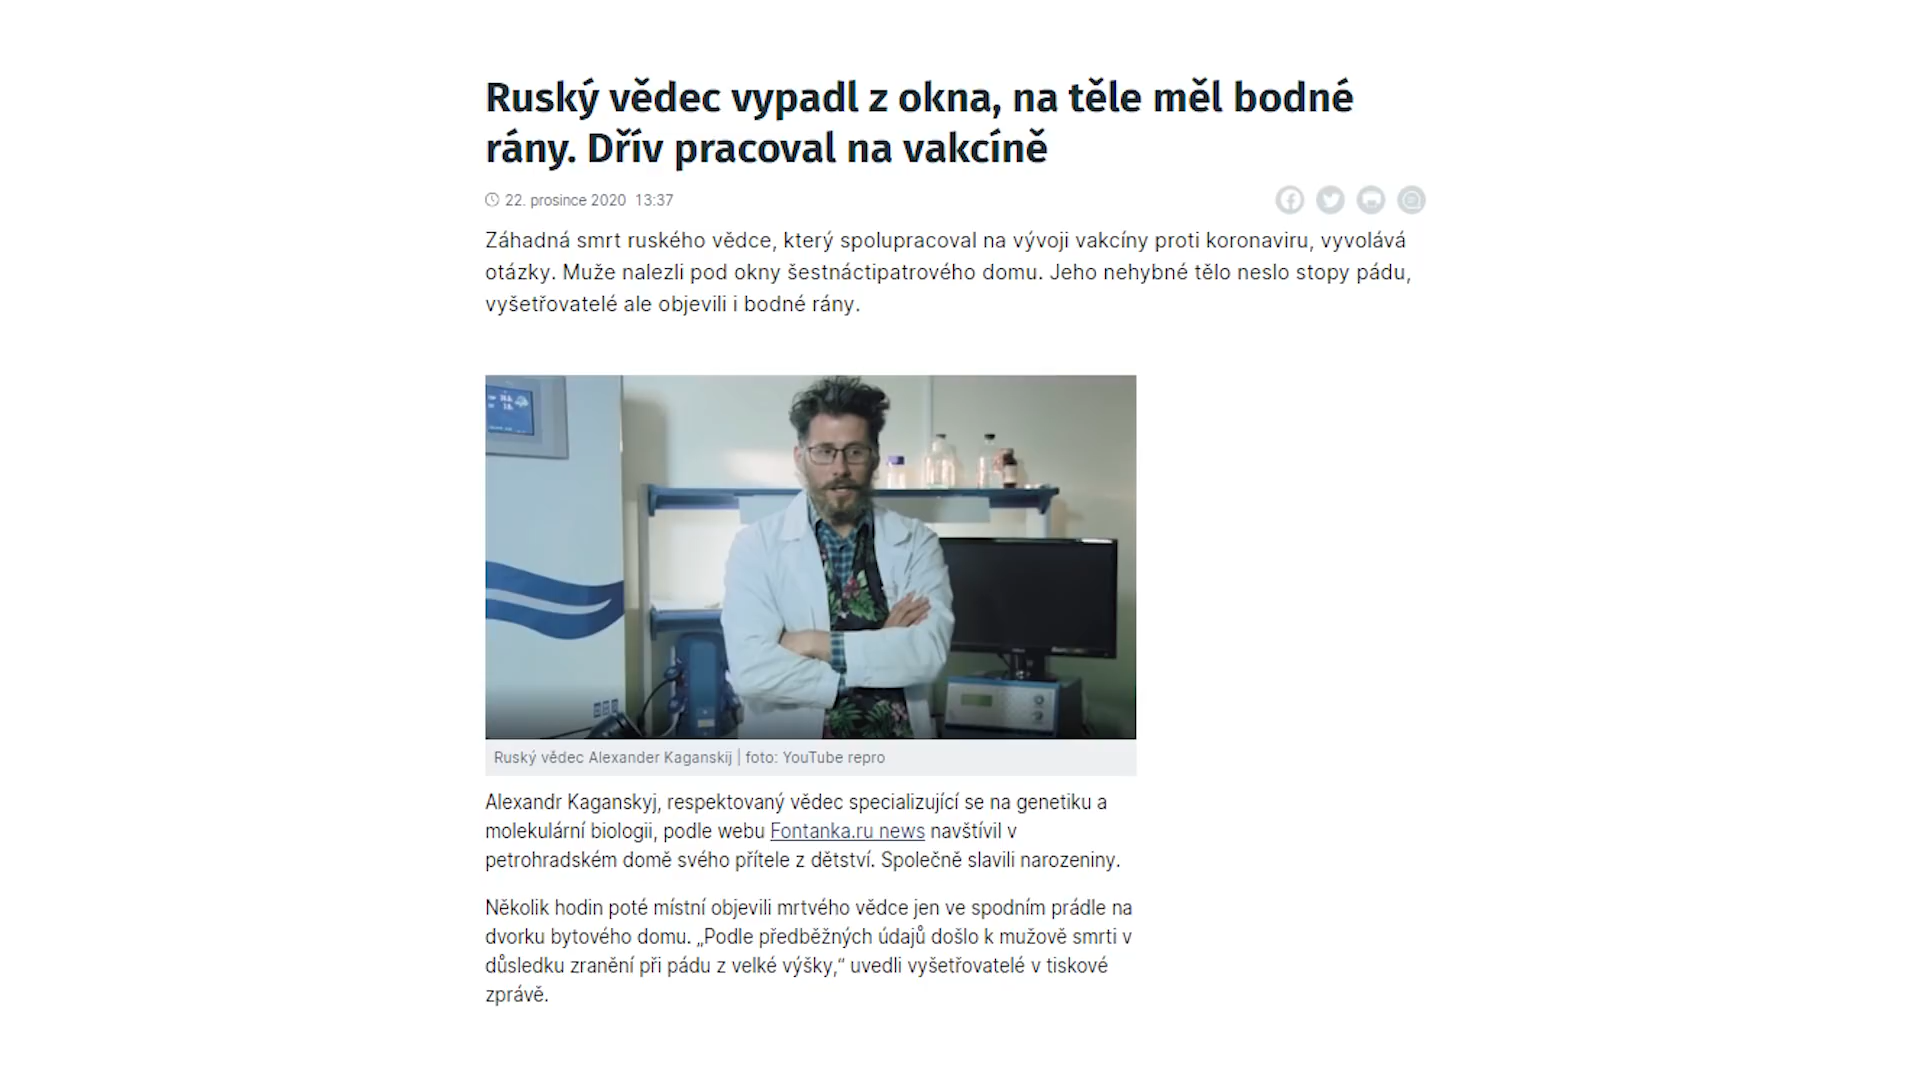 Ruský vědec vypadl z okna, na těle měl bodné
rány. Dřív pracoval na vakcíně
22. prosince 2020 13:37
Záhadná smrt ruského vědce, který spolupracoval na vývoji vakcíny proti koronaviru, vyvolává
otázky. Muže nalezli pod okny šestnáctipatrového domu. Jeho nehybné tělo neslo stopy pádu,
vyšetřovatelé ale objevili i bodné rány.
Ruský vědec Alexander Kaganskij | foto: YouTube repro
Alexandr Kaganskyj, respektovaný vědec specializující se na genetiku a
molekulární biologii, podle webu Fontanka.ru news navštívil v
petrohradském domě svého přítele z dětství. Společně slavili narozeniny.
Několik hodin poté místní objevili mrtvého vědce jen ve spodním prádle na
dvorku bytového domu. „Podle předběžných údajů došlo k mužově smrti v
důsledku zranění při pádu z velké výšky,“ uvedli vyšetřovatelé v tiskové
zprávě.